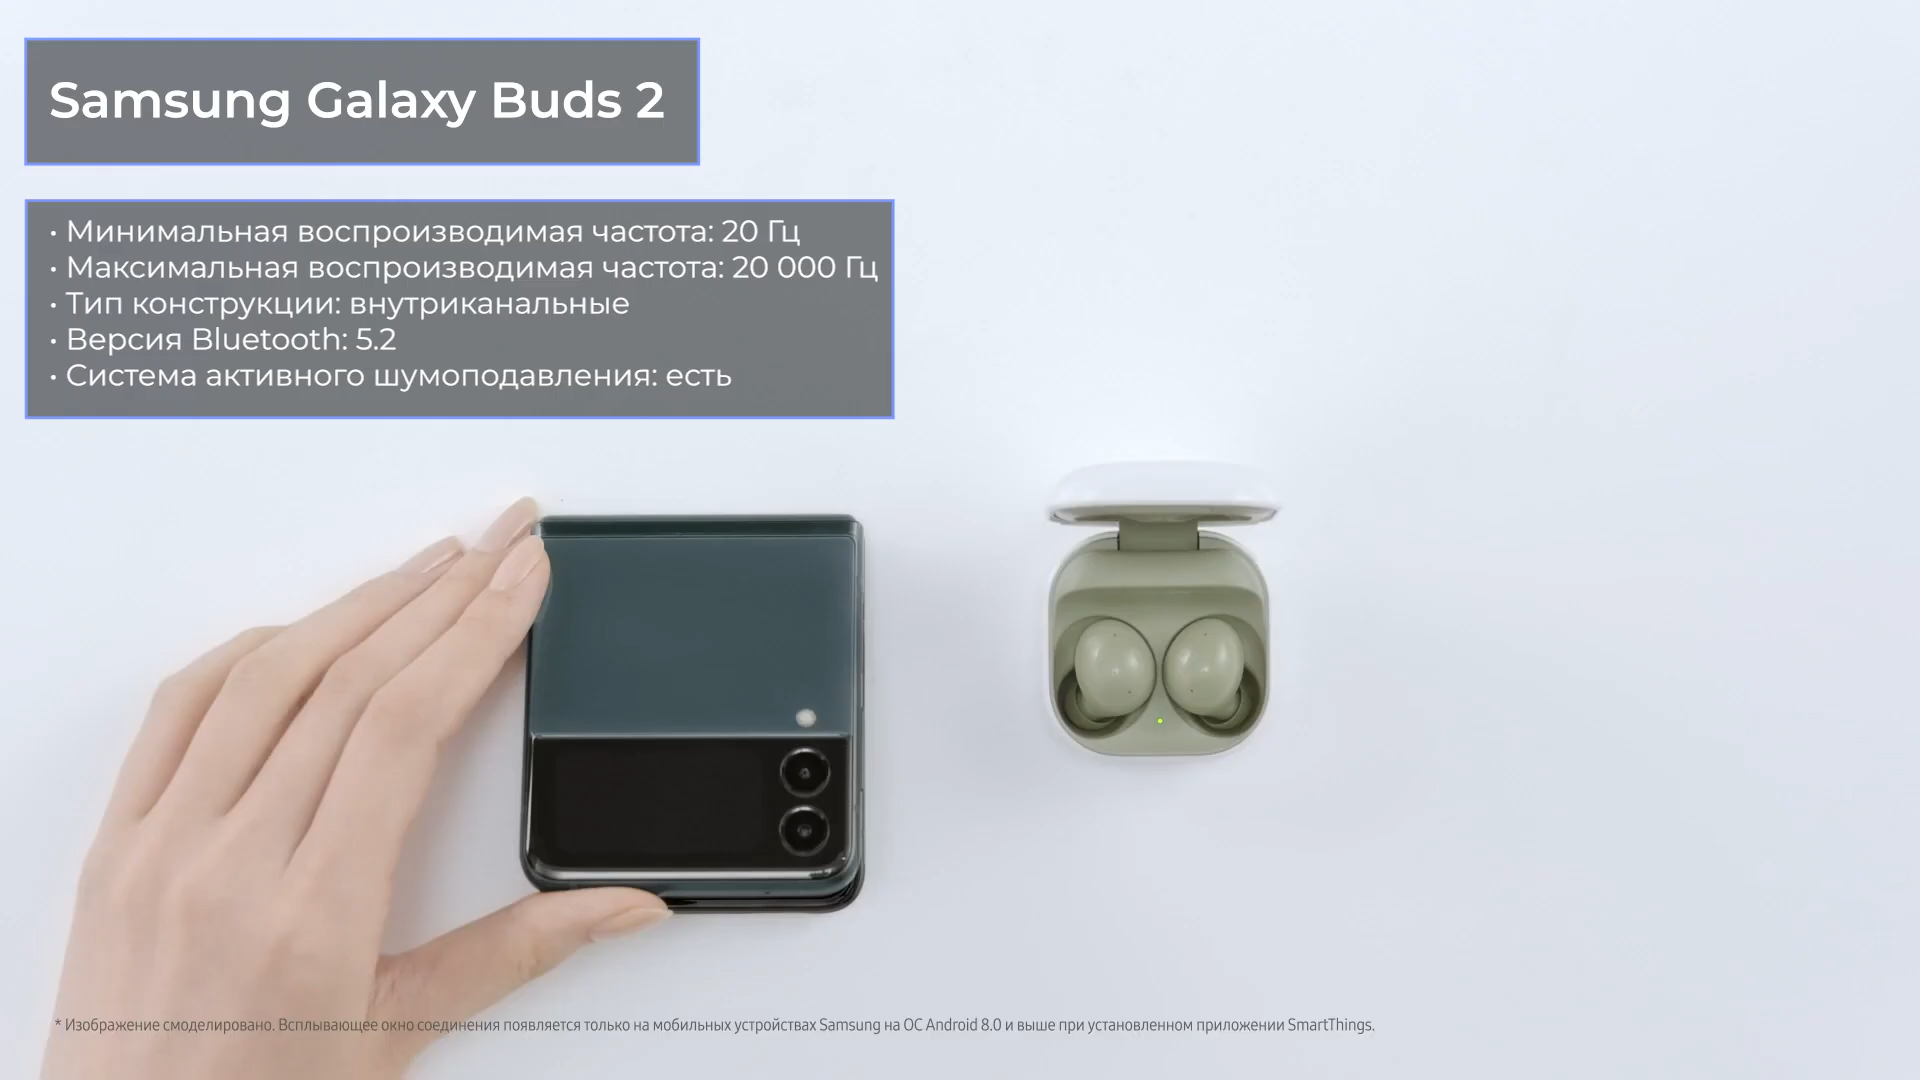 Samsung Galaxy Buds 2
• Минимальная воспроизводимая частота: 20 Гц
• Максимальная воспроизводимая частота: 20 000 Гц
• Тип конструкции: внутриканальные
• Версия Bluetooth: 5.2
• Система активного шумоподавления: есть
* Изображение смоделировано. Всплывающее окно соединения появляется только на мобильных устройствах Samsung на ОС Android 8.0 и выше при установленном приложении SmartThings.